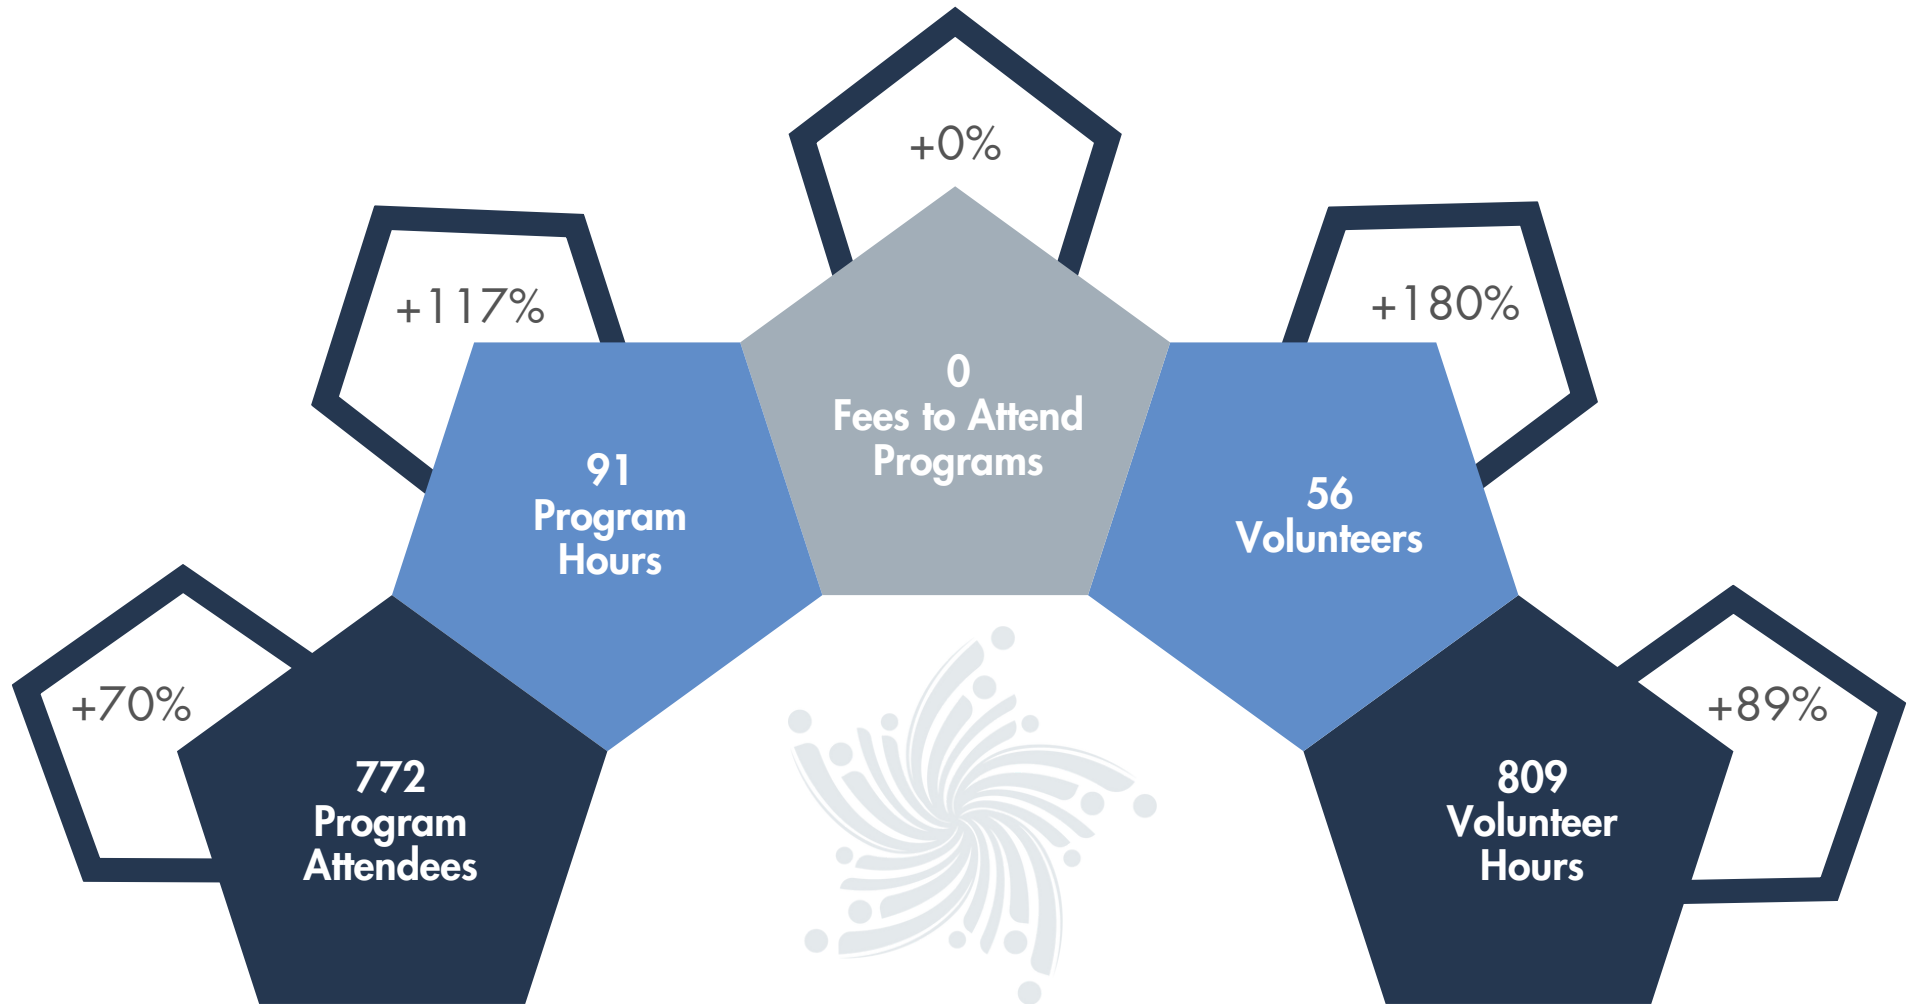 +70%
772
Program
Attendees
+117%
91
Program
Hours
+0%
0
Fees to Attend
Programs
+180%
56
Volunteers
+89%
809
Volunteer
Hours